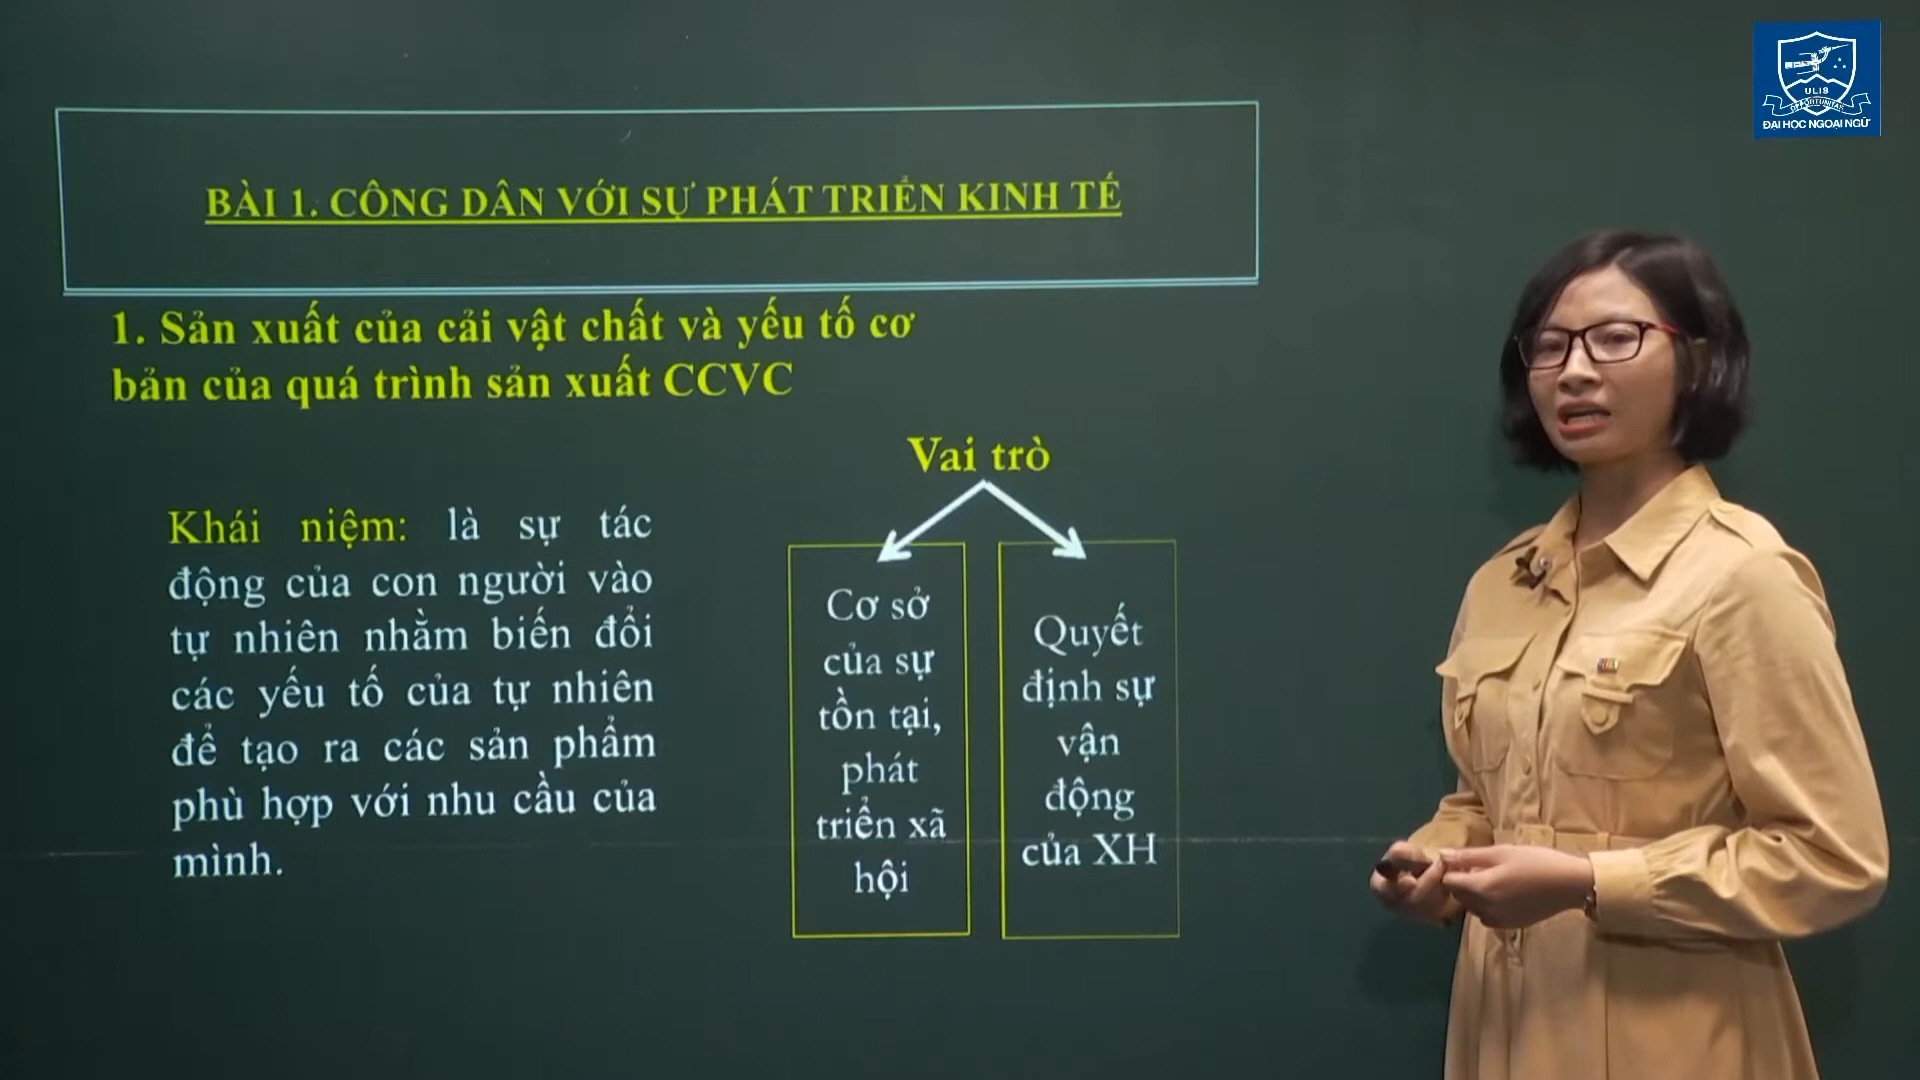 BÀI 1. CÔNG DÂN VỚI SỰ PHÁT TRIỂN KINH TẾ
1. Sản xuất của cải vật chất và yếu tố cơ
bản của quá trình sản xuất CCVC
Khái niệm: là sự tác
động của con người vào
tự nhiên nhằm biến đổi
các yếu tố của tự nhiên
để tạo ra các sản phẩm
phù hợp với nhu cầu của
mình.
Vai trò
Cơ sở
của sự
tồn tại,
phát
triển xã
hội
Quyết
định sự
vận
động
của XH
ULIS
OPPORTUNITAS
ĐẠI HỌC NGOẠI NGỮ